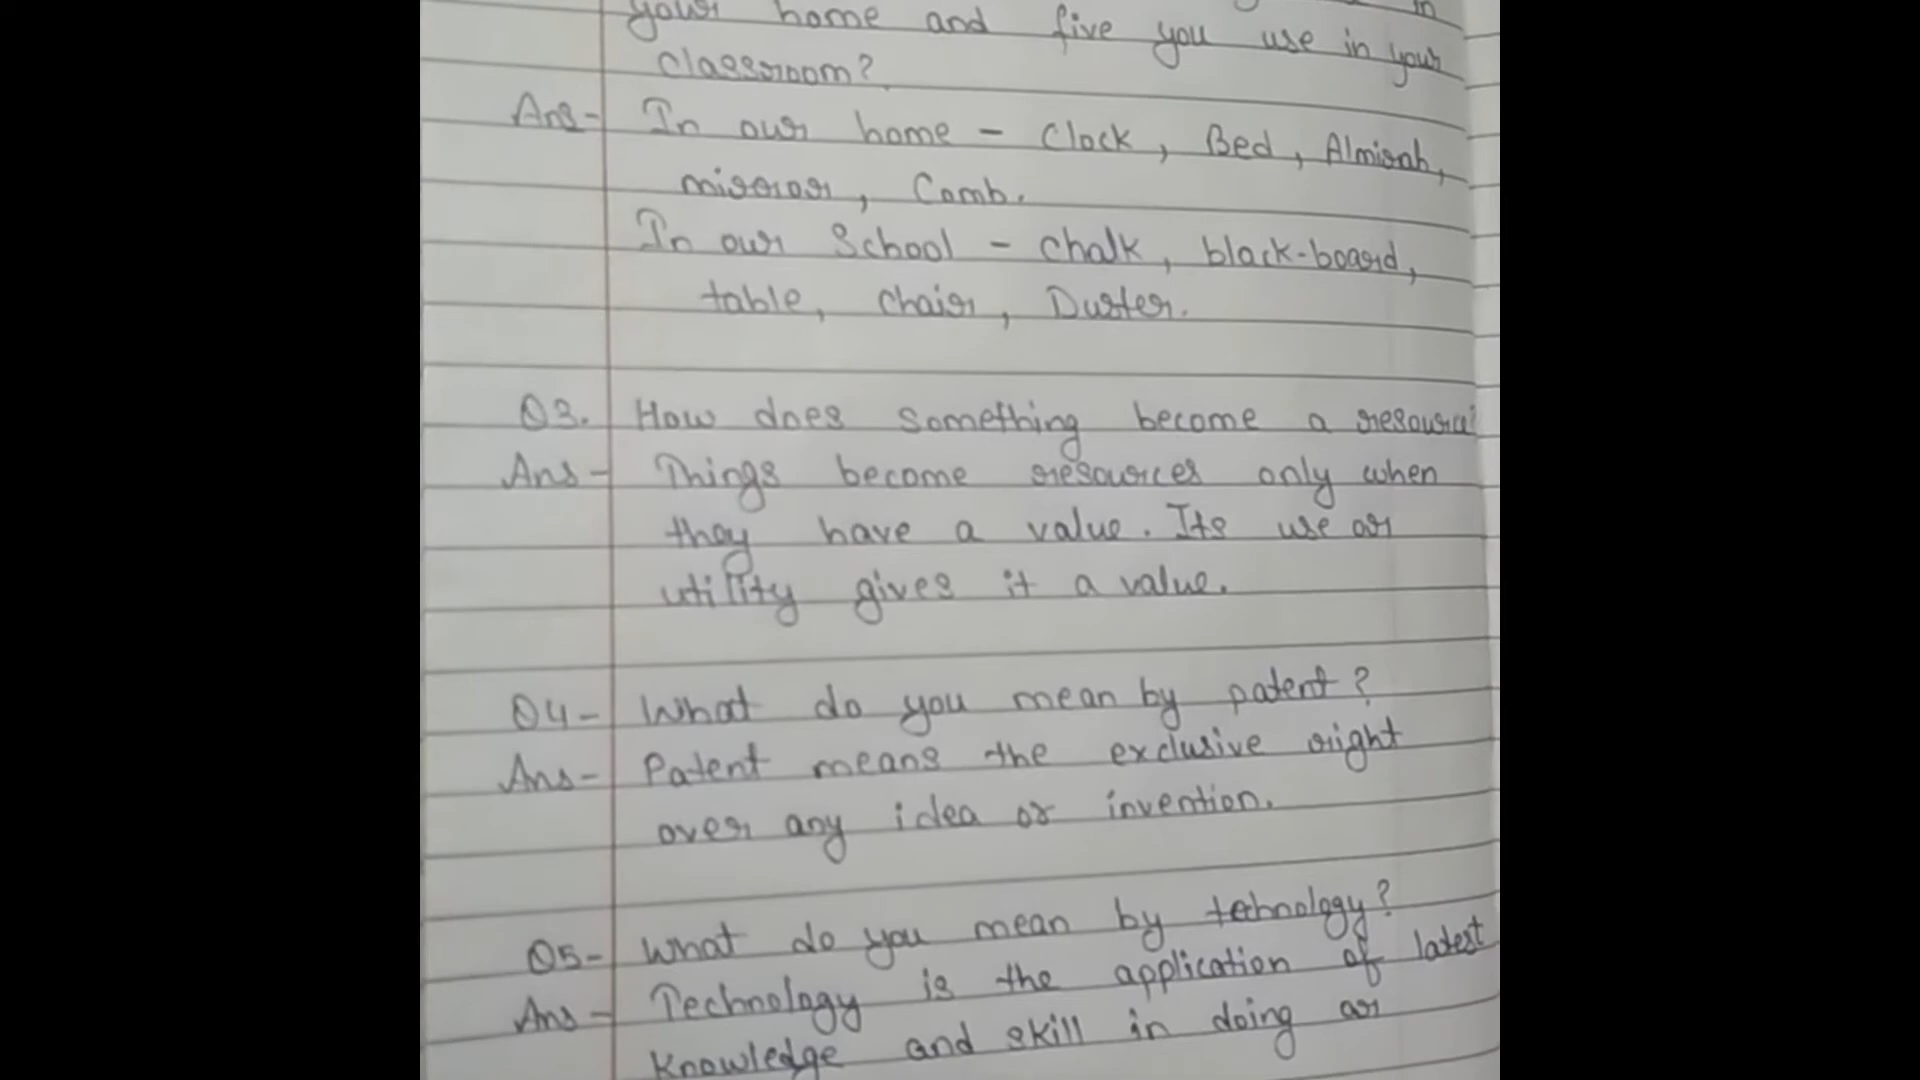 your home and five you use in your
classroom?
Ans- In our home - Clock, Bed, Almirah,
mirror, Comb.
In our School - Chalk, black-board,
table, Chair, Duster.
Q3. How does something become a resource?
Ans- Things become resources only when
they have a value. Its use or
utility gives it a value.
Q4- What do you mean by patent?
Ans- Patent means the exclusive right
over any idea or invention.
Q5- What do you mean by technology?
Ans- Technology is the application of latest
Knowledge and skill in doing or